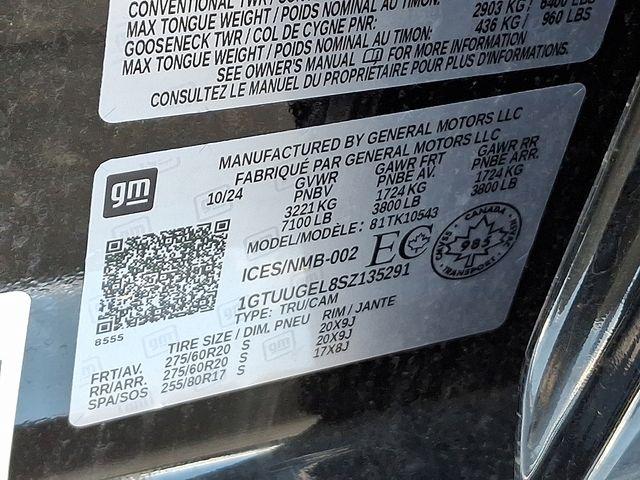 CONVENTIONAL TWR / CON
MAX TONGUE WEIGHT / POIDS NOMINAL AU TIMON: 2903 KG / 6400 LBS
GOOSENECK TWR / COL DE CYGNE PNR: 436 KG / 960 LBS
MAX TONGUE WEIGHT / POIDS NOMINAL AU TIMON:
SEE OWNER'S MANUAL FOR MORE INFORMATION
CONSULTEZ LE MANUEL DU PROPRIÉTAIRE POUR PLUS D'INFORMATION.
gm
MANUFACTURED BY GENERAL MOTORS LLC
FABRIQUÉ PAR GENERAL MOTORS LLC
10/24 GVWR GAWR FRT GAWR RR
PNBV PNBE AV. PNBE ARR.
3221 KG 1724 KG 1724 KG
7100 LB 3800 LB 3800 LB
MODEL/MODÈLE: 81TK10543
ICES/NMB-002 EC
CANADA
985
TRANSPORT
1GTUUGEL8SZ135291
TYPE: TRU/CAM
8555
TIRE SIZE / DIM. PNEU RIM / JANTE
FRT/AV. 275/60R20 S 20X9J
RR/ARR. 275/60R20 S 20X9J
SPA/SOS 255/80R17 S 17X8J